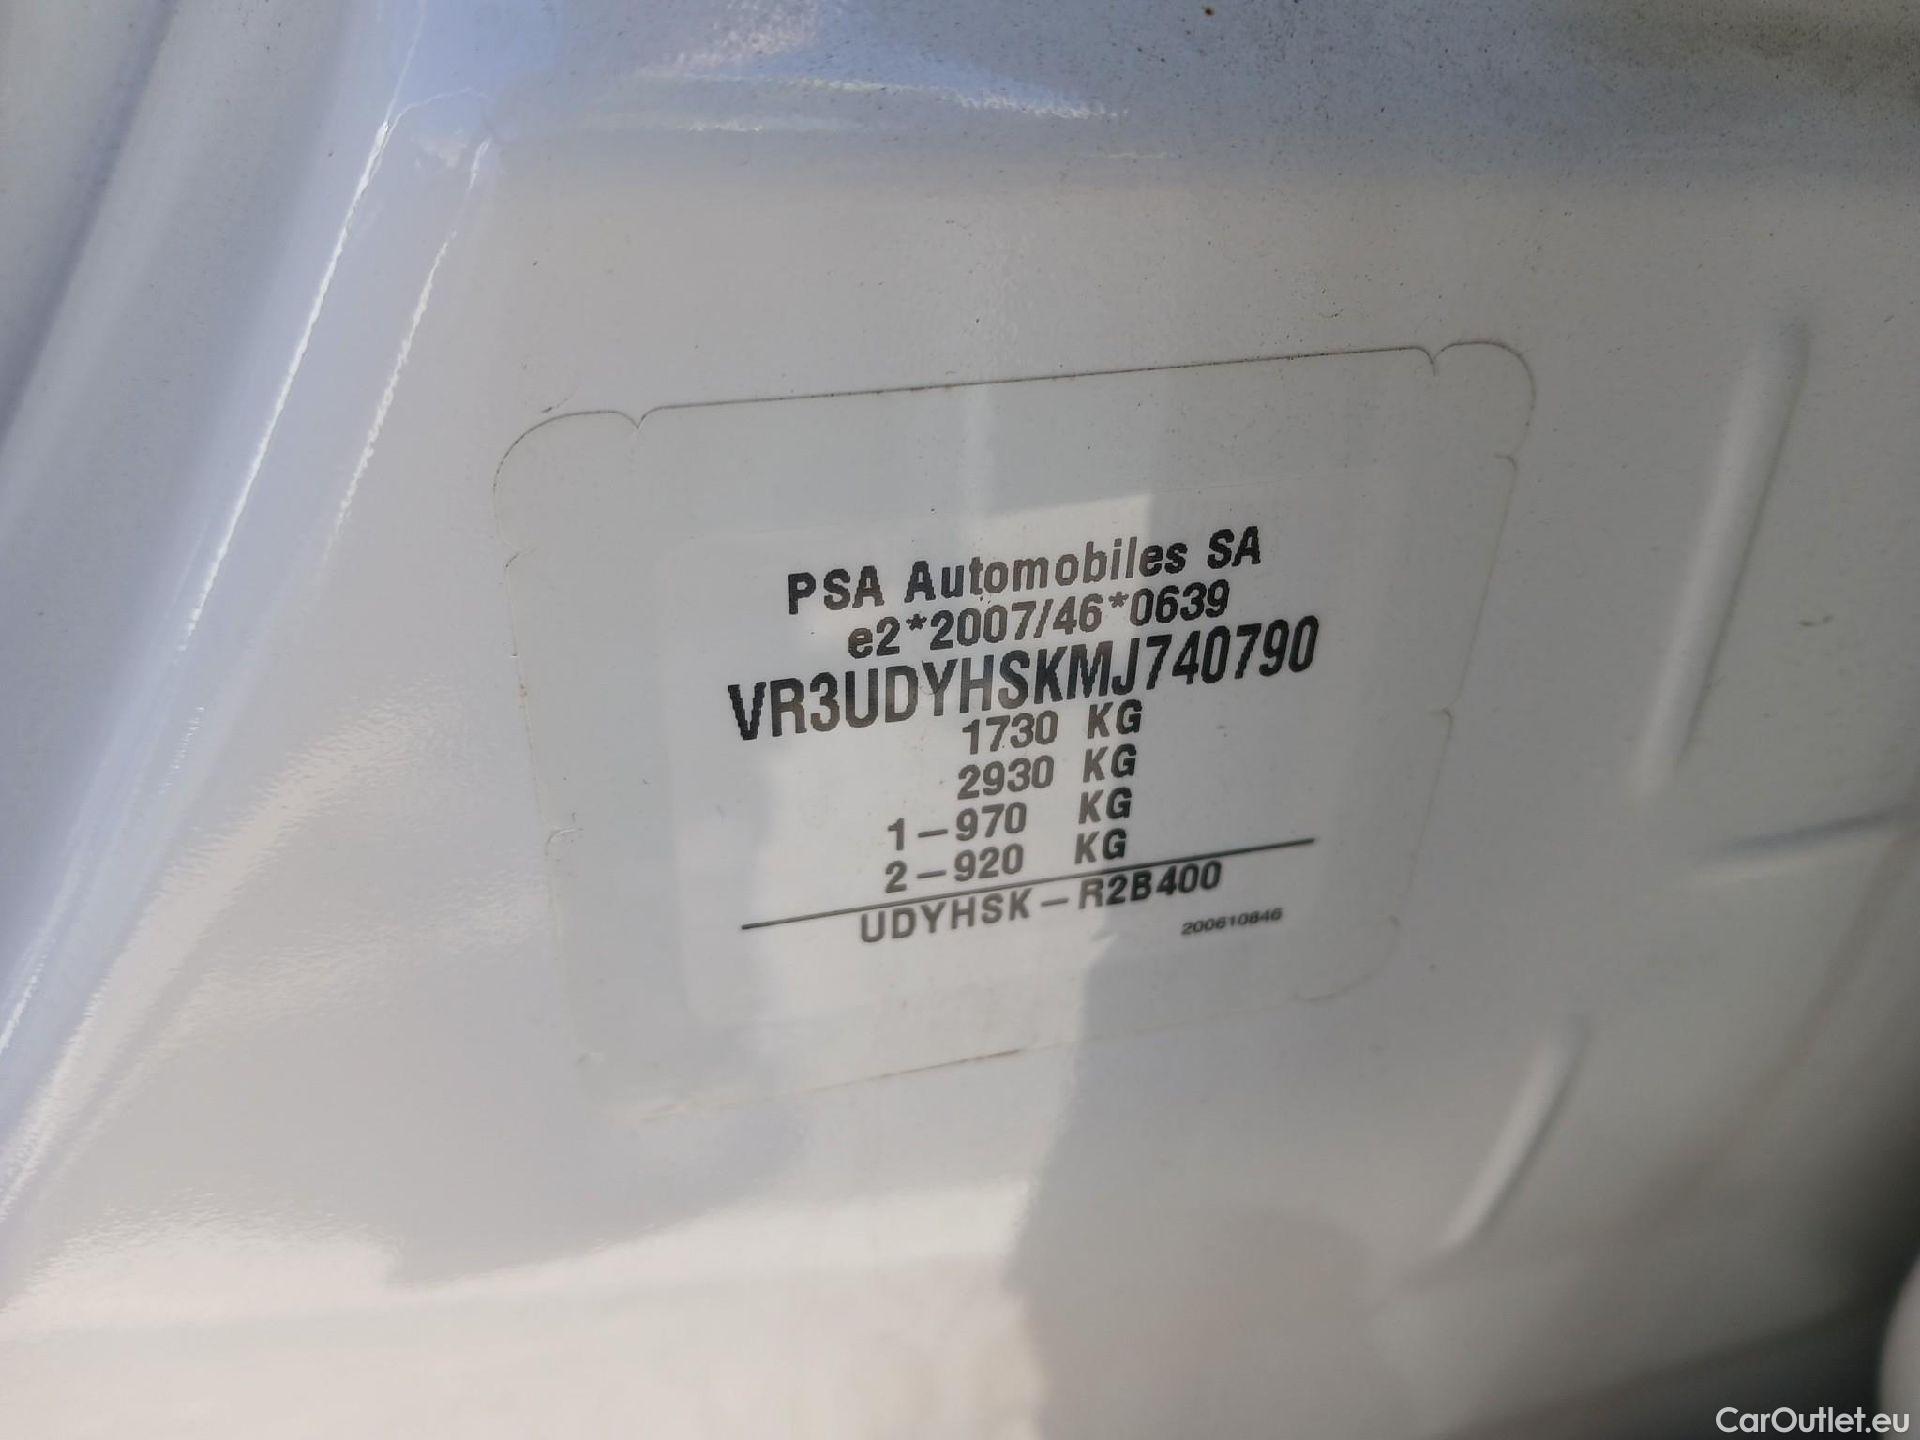 PSA Automobiles SA
e2*2007/46*0639
VR3UDYHSKMJ740790
1730 KG
2930 KG
1-970 KG
2-920 KG
UDYHSK-R2B400
200610846
CarOutlet.eu